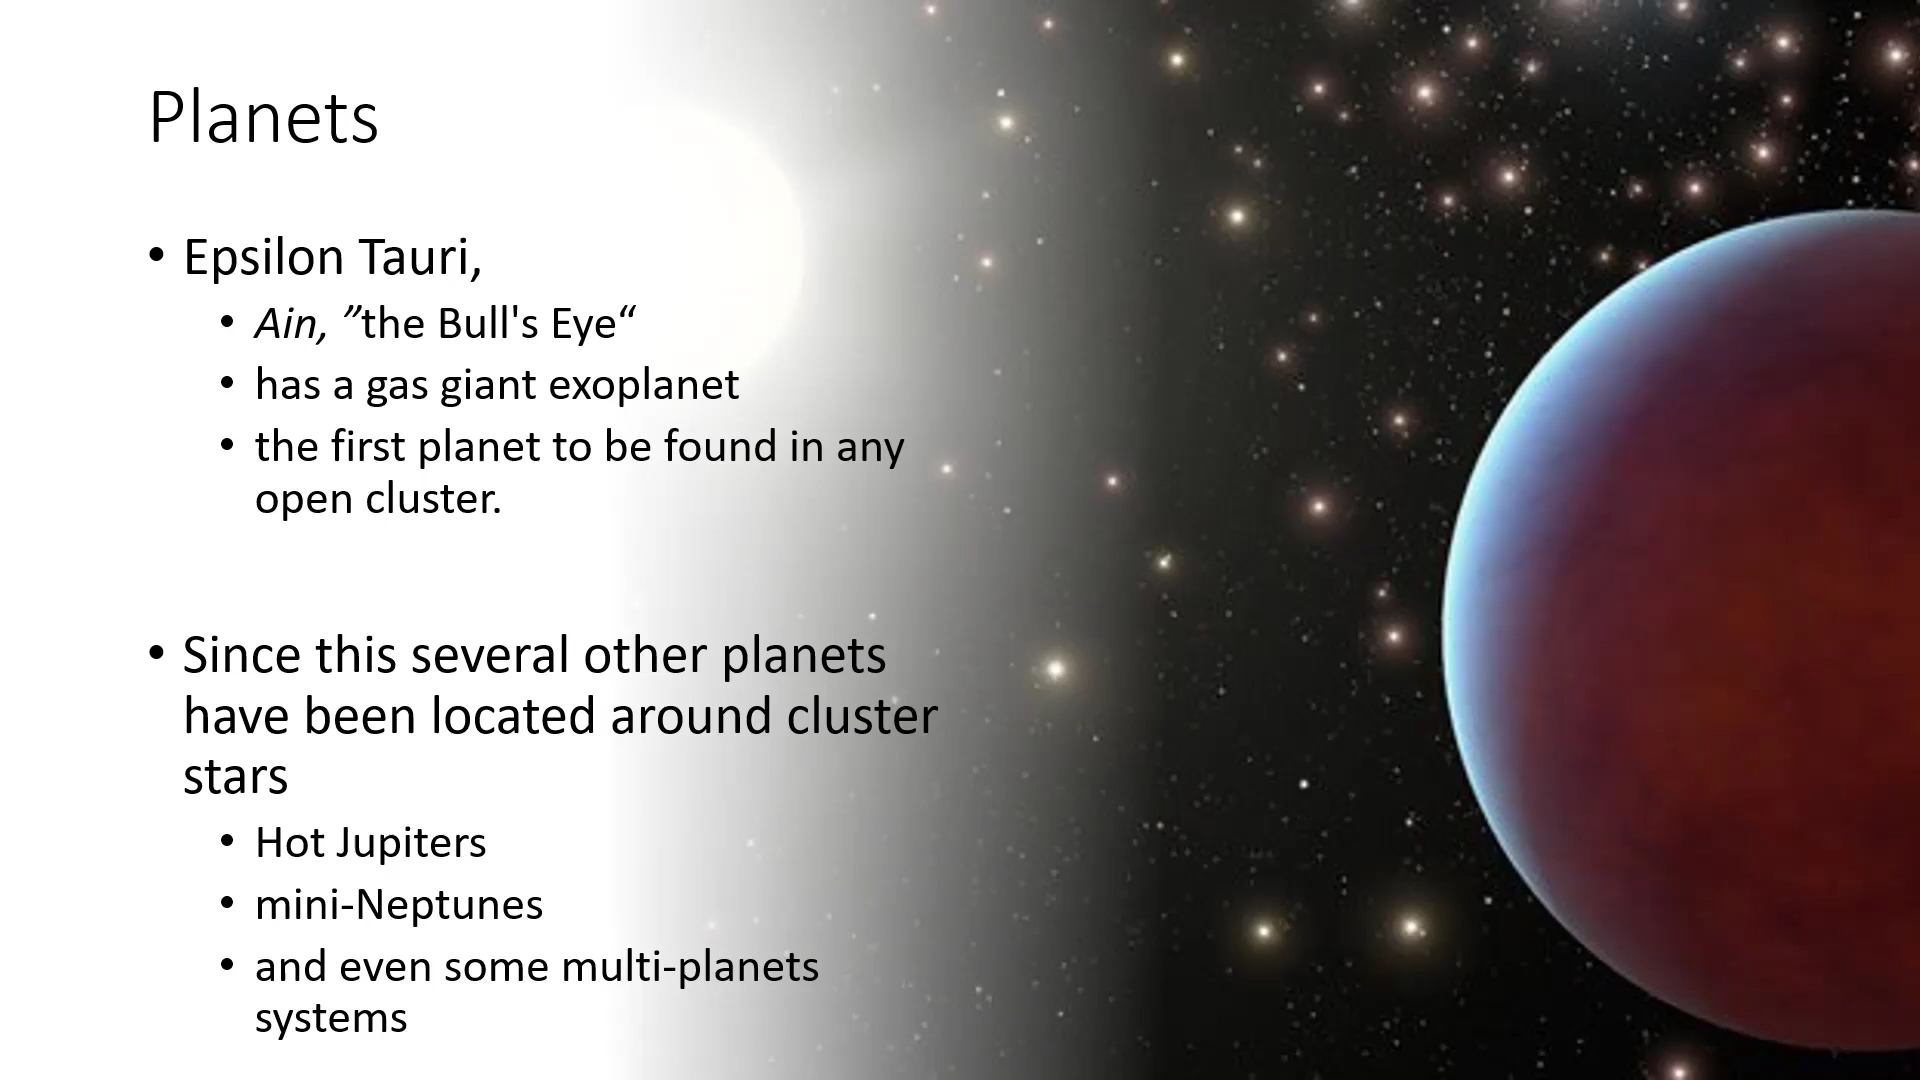 Planets
• Epsilon Tauri,
• Ain, ”the Bull's Eye“
• has a gas giant exoplanet
• the first planet to be found in any
open cluster.
• Since this several other planets
have been located around cluster
stars
• Hot Jupiters
• mini-Neptunes
• and even some multi-planets
systems